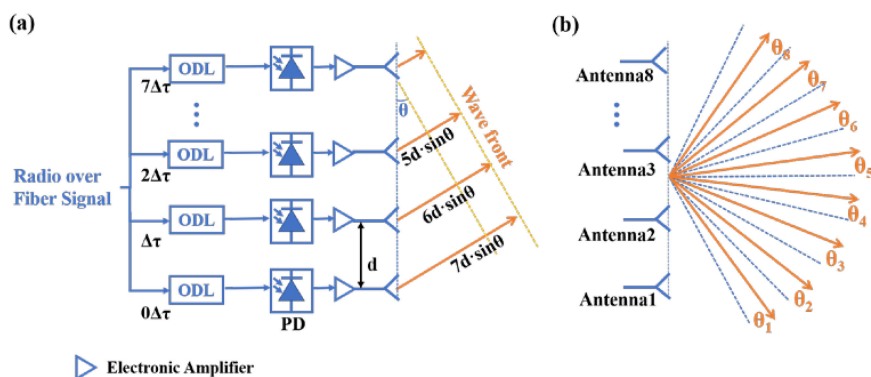 (a)
ODL
7Δτ
θ
Wave front
ODL
2Δτ
5d·sinθ
Radio over
Fiber Signal
ODL
6d·sinθ
Δτ
d
7d·sinθ
ODL
0Δτ
PD
Electronic Amplifier
(b)
Antenna8
Antenna3
Antenna2
Antenna1
θ8
θ7
θ6
θ5
θ4
θ3
θ2
θ1